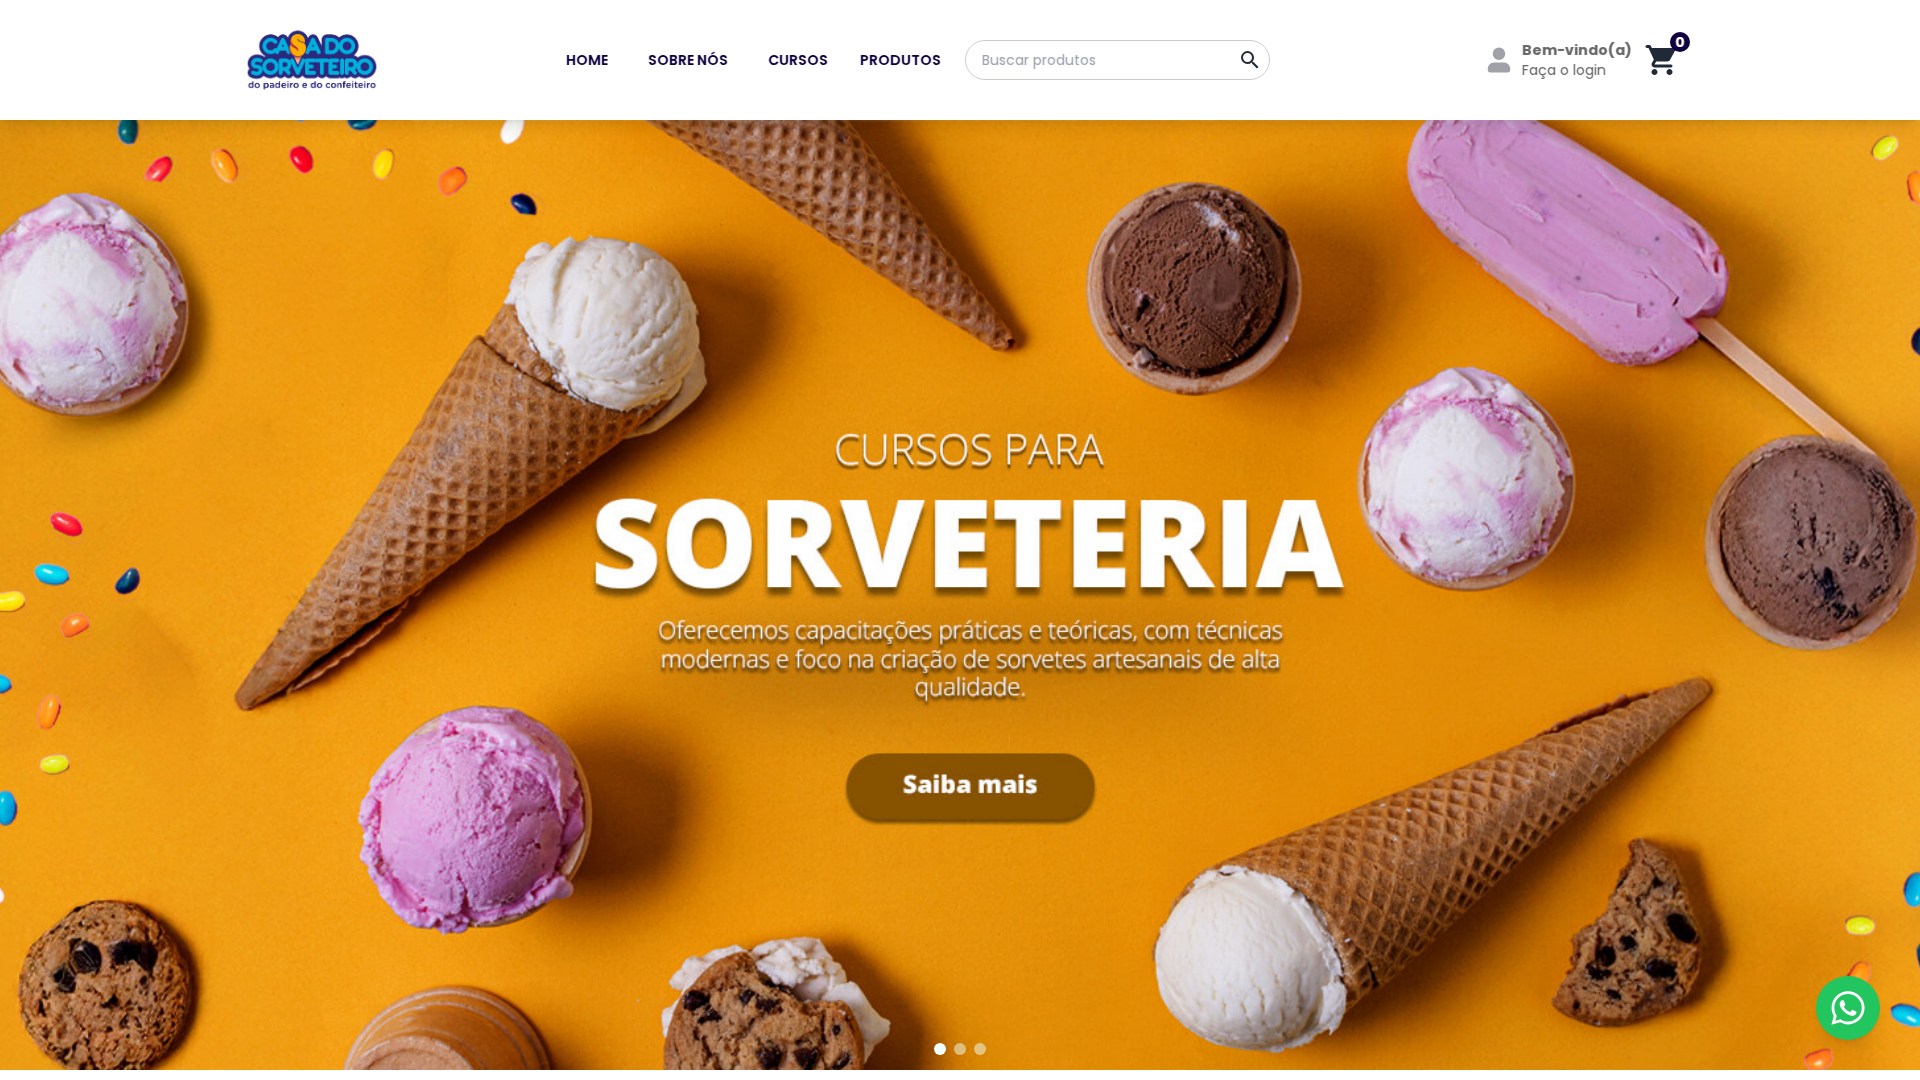 CASA DO
SORVETEIRO
do padeiro e do confeiteiro
HOME
SOBRE NÓS
CURSOS
PRODUTOS
Buscar produtos
Bem-vindo(a)
Faça o login
0
CURSOS PARA
SORVETERIA
Oferecemos capacitações práticas e teóricas, com técnicas
modernas e foco na criação de sorvetes artesanais de alta
qualidade.
Saiba mais